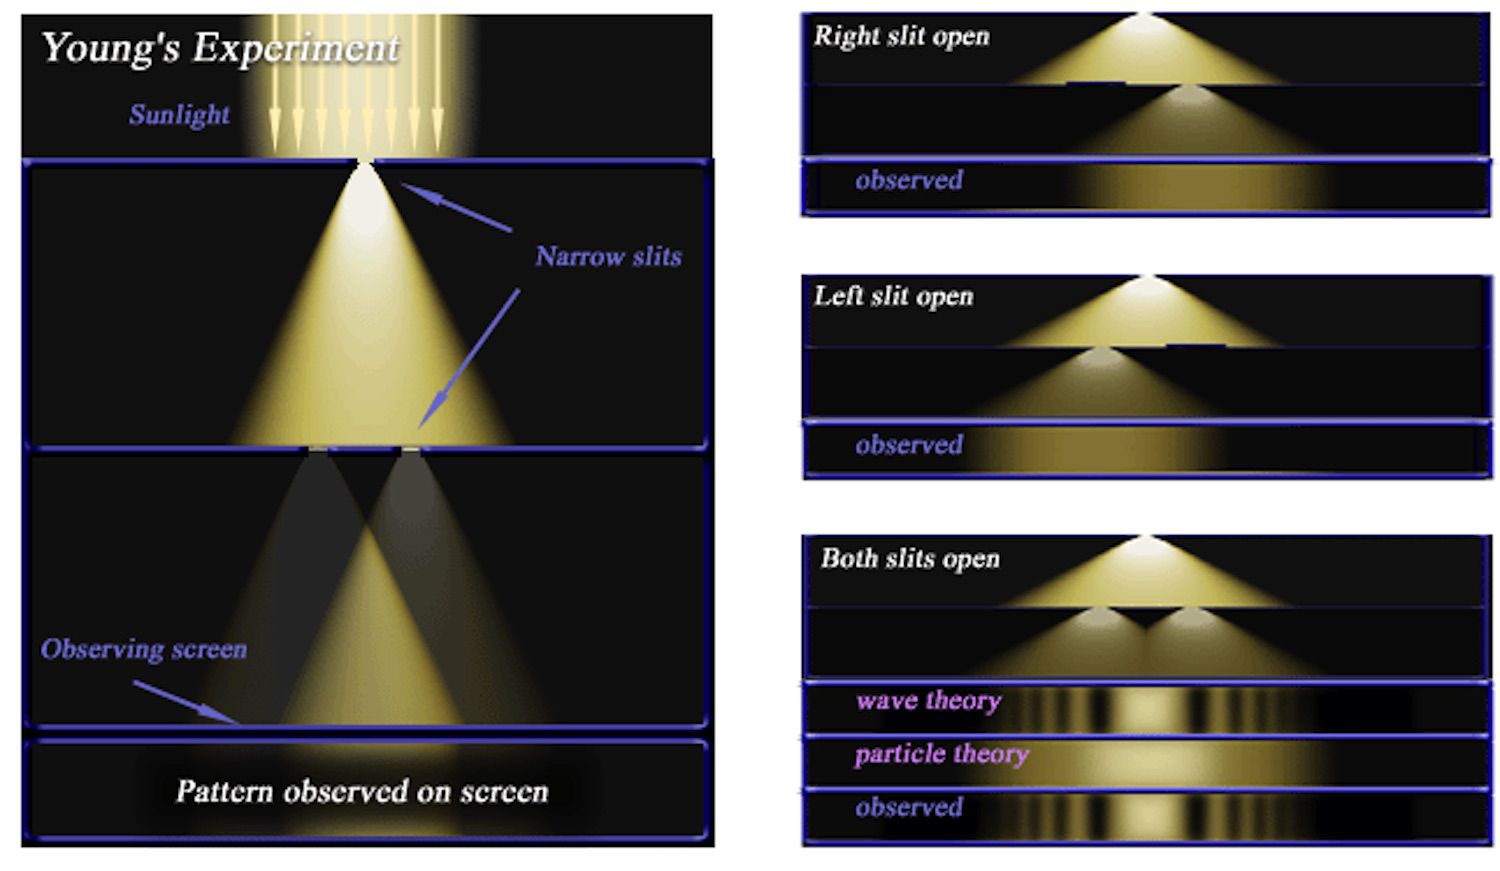 Young's Experiment
Sunlight
Narrow slits
Observing screen
Pattern observed on screen
Right slit open
observed
Left slit open
observed
Both slits open
wave theory
particle theory
observed